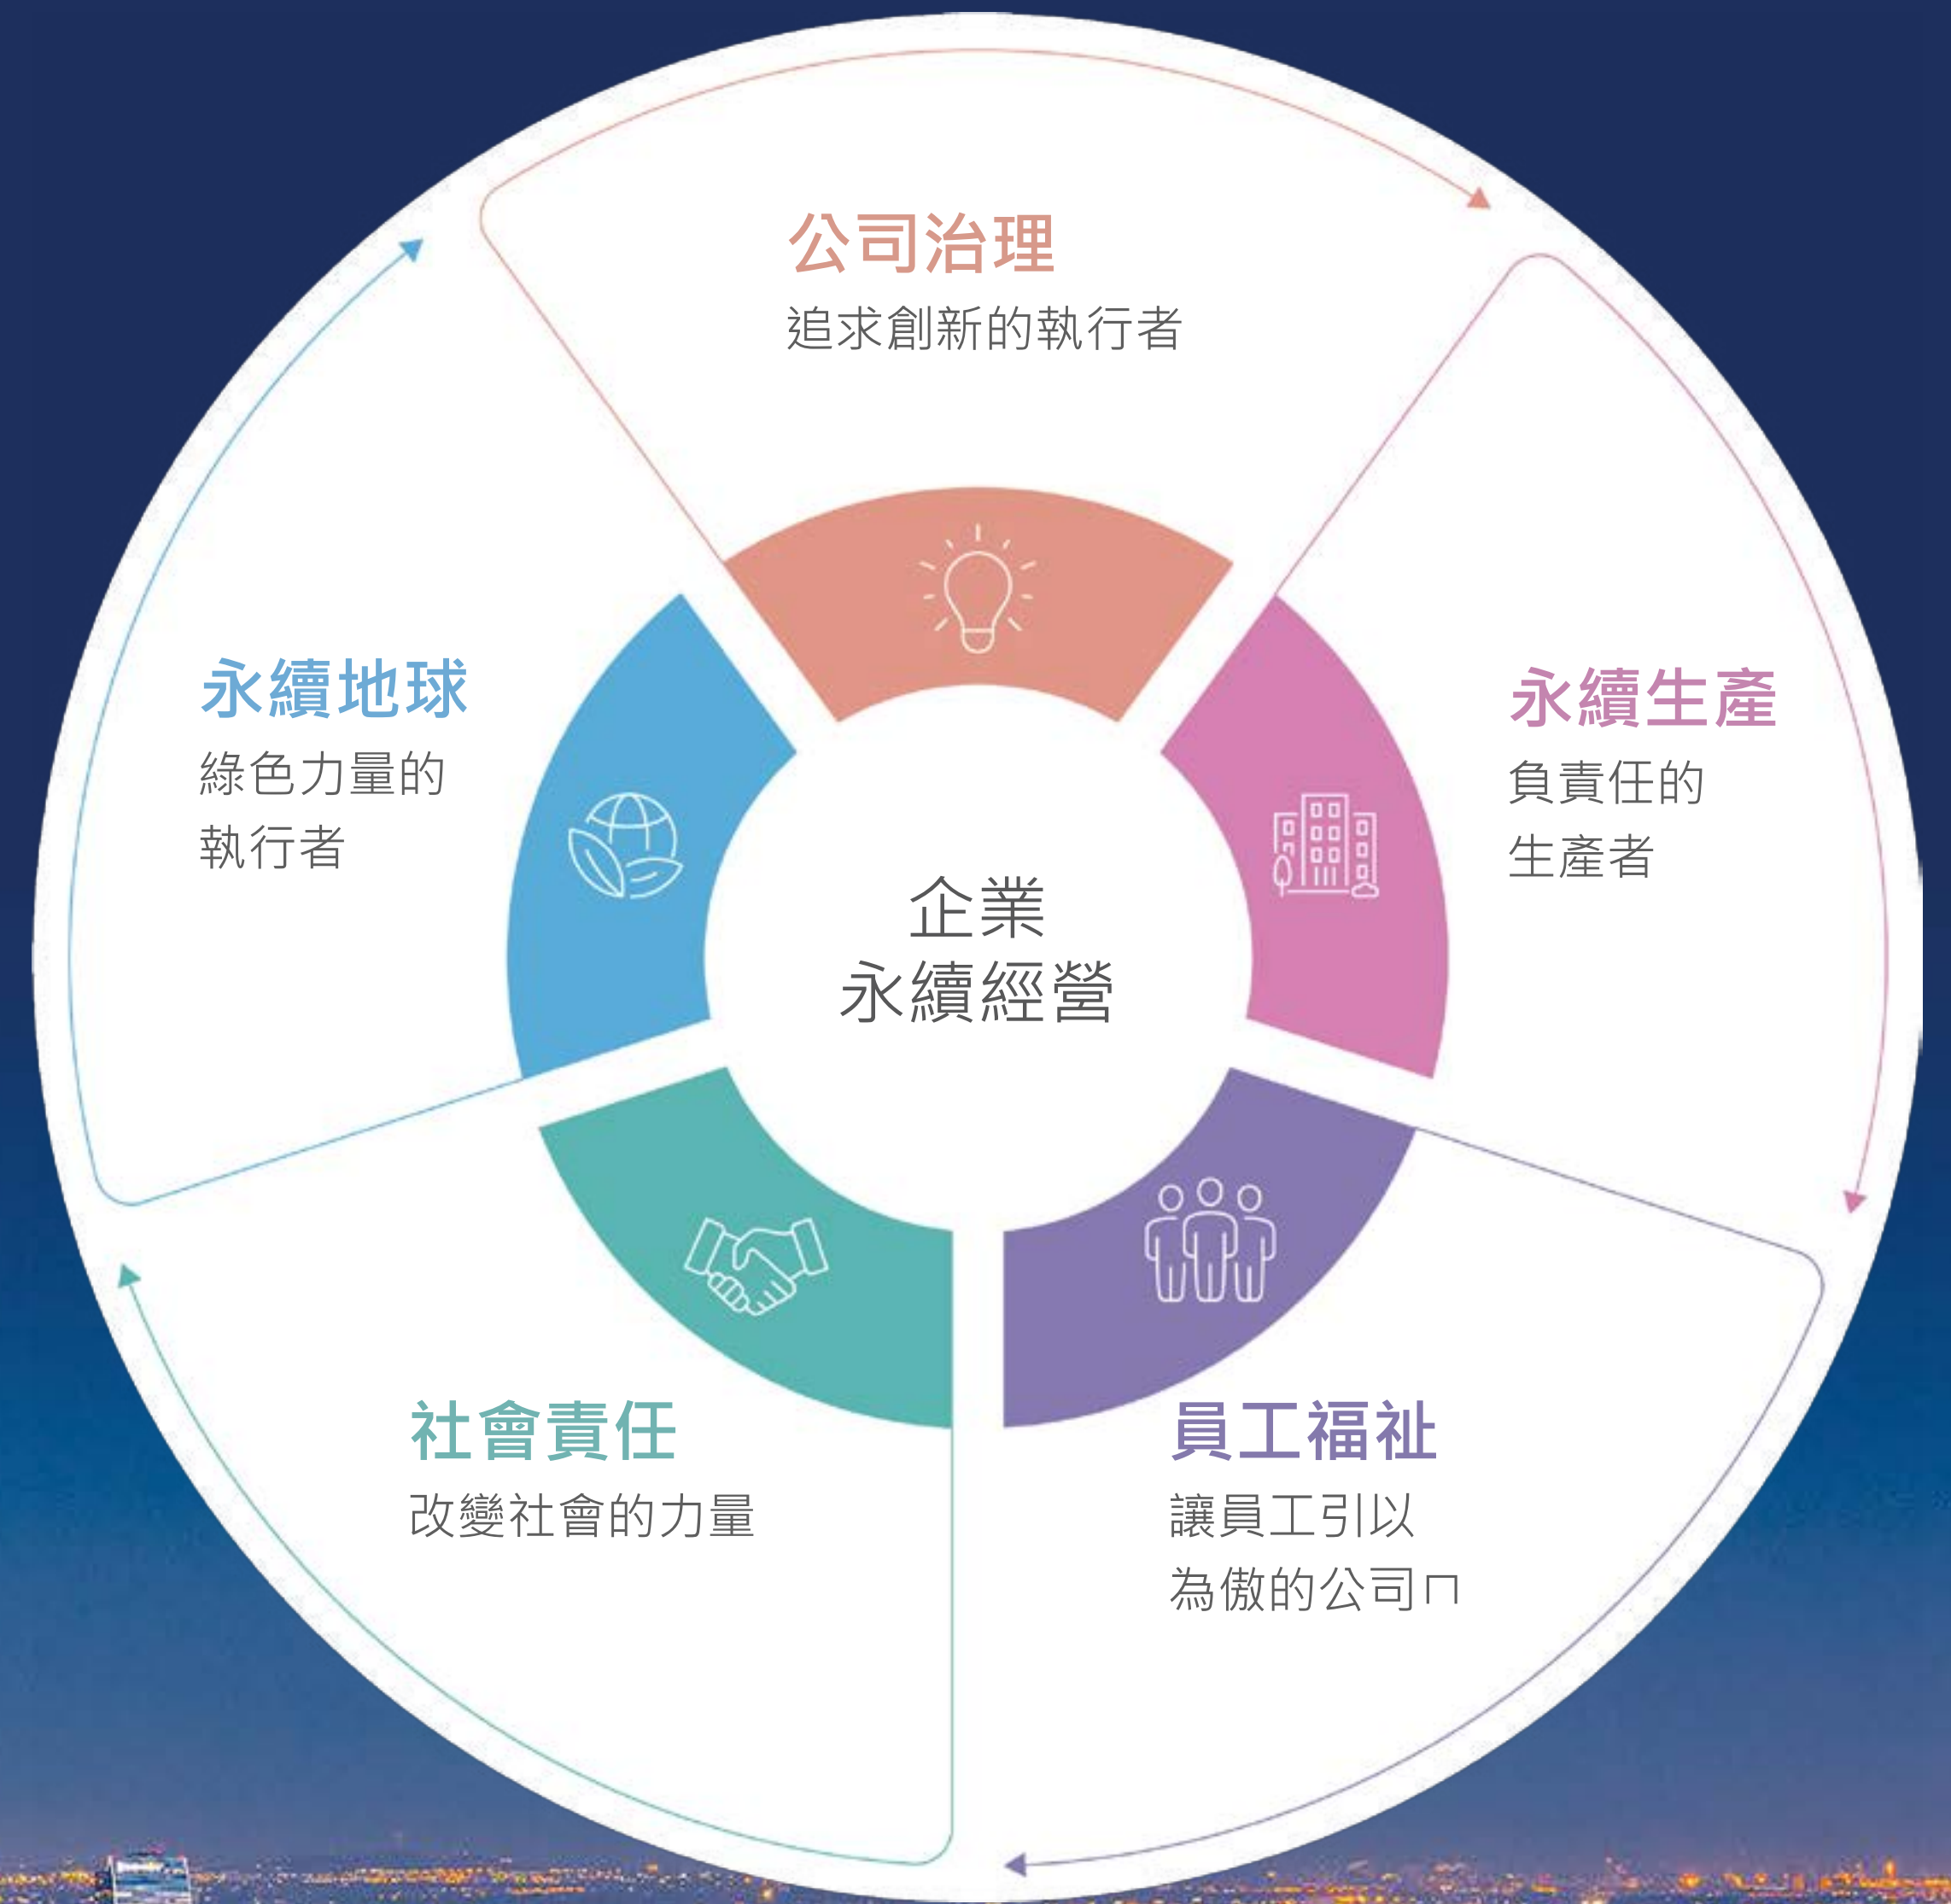 公司治理
追求創新的執行者
永續生產
負責任的
生產者
員工福祉
讓員工引以
為傲的公司ㄇ
社會責任
改變社會的力量
永續地球
綠色力量的
執行者
企業
永續經營